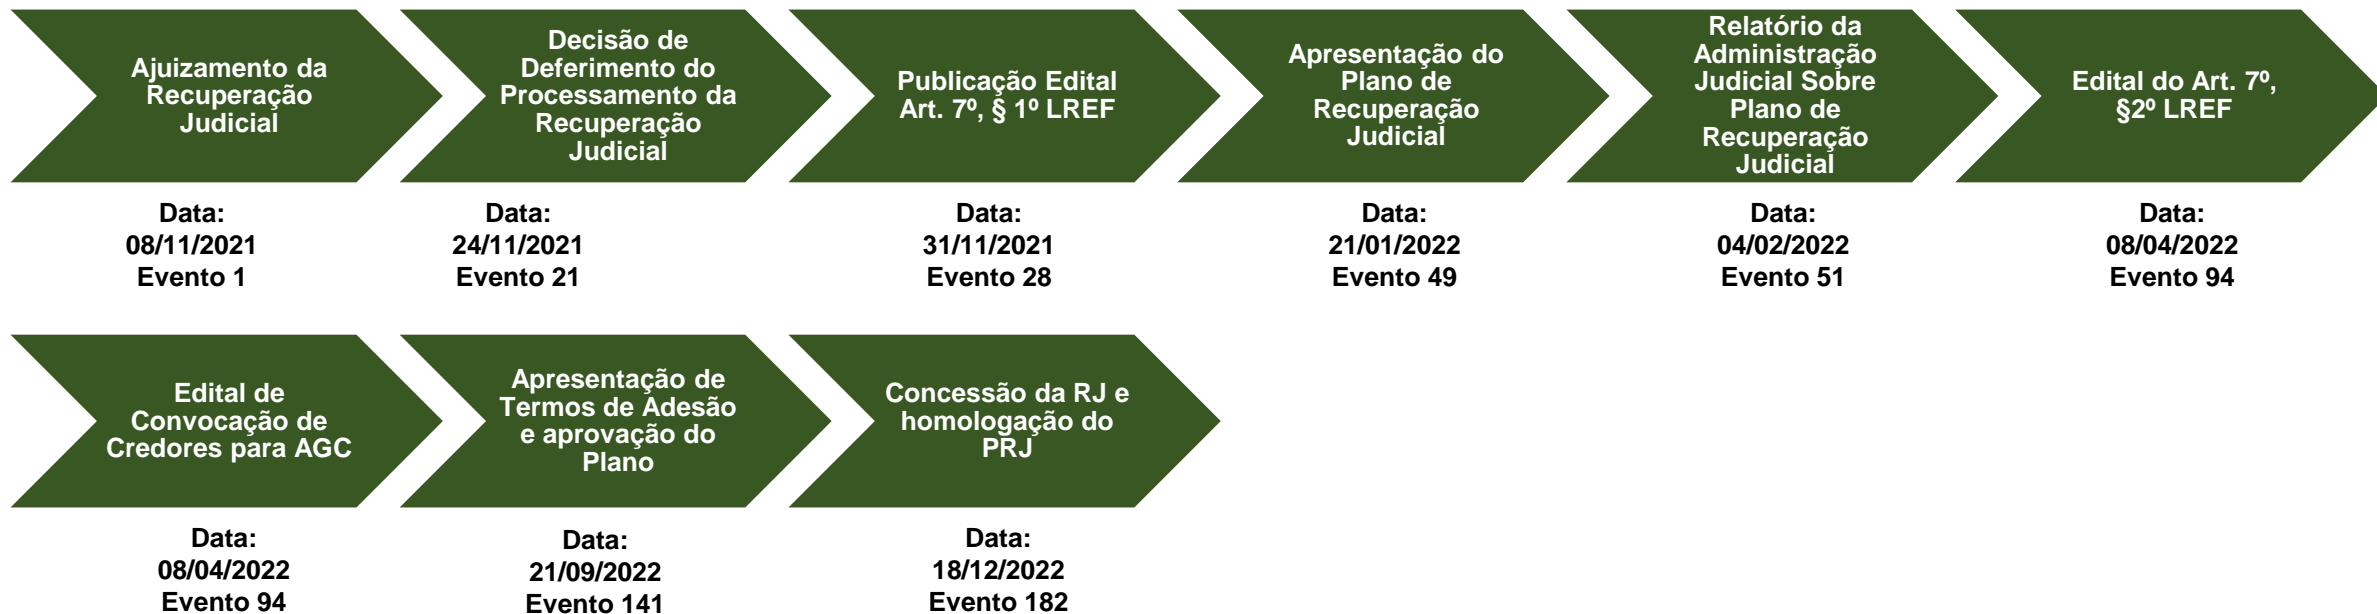 Ajuizamento da
Recuperação
Judicial
Data:
08/11/2021
Evento 1
Decisão de
Deferimento do
Processamento da
Recuperação
Judicial
Data:
24/11/2021
Evento 21
Publicação Edital
Art. 7º, § 1º LREF
Data:
31/11/2021
Evento 28
Apresentação do
Plano de
Recuperação
Judicial
Data:
21/01/2022
Evento 49
Relatório da
Administração
Judicial Sobre
Plano de
Recuperação
Judicial
Data:
04/02/2022
Evento 51
Edital do Art. 7º,
§2º LREF
Data:
08/04/2022
Evento 94
Edital de
Convocação de
Credores para AGC
Data:
08/04/2022
Evento 94
Apresentação de
Termos de Adesão
e aprovação do
Plano
Data:
21/09/2022
Evento 141
Concessão da RJ e
homologação do
PRJ
Data:
18/12/2022
Evento 182